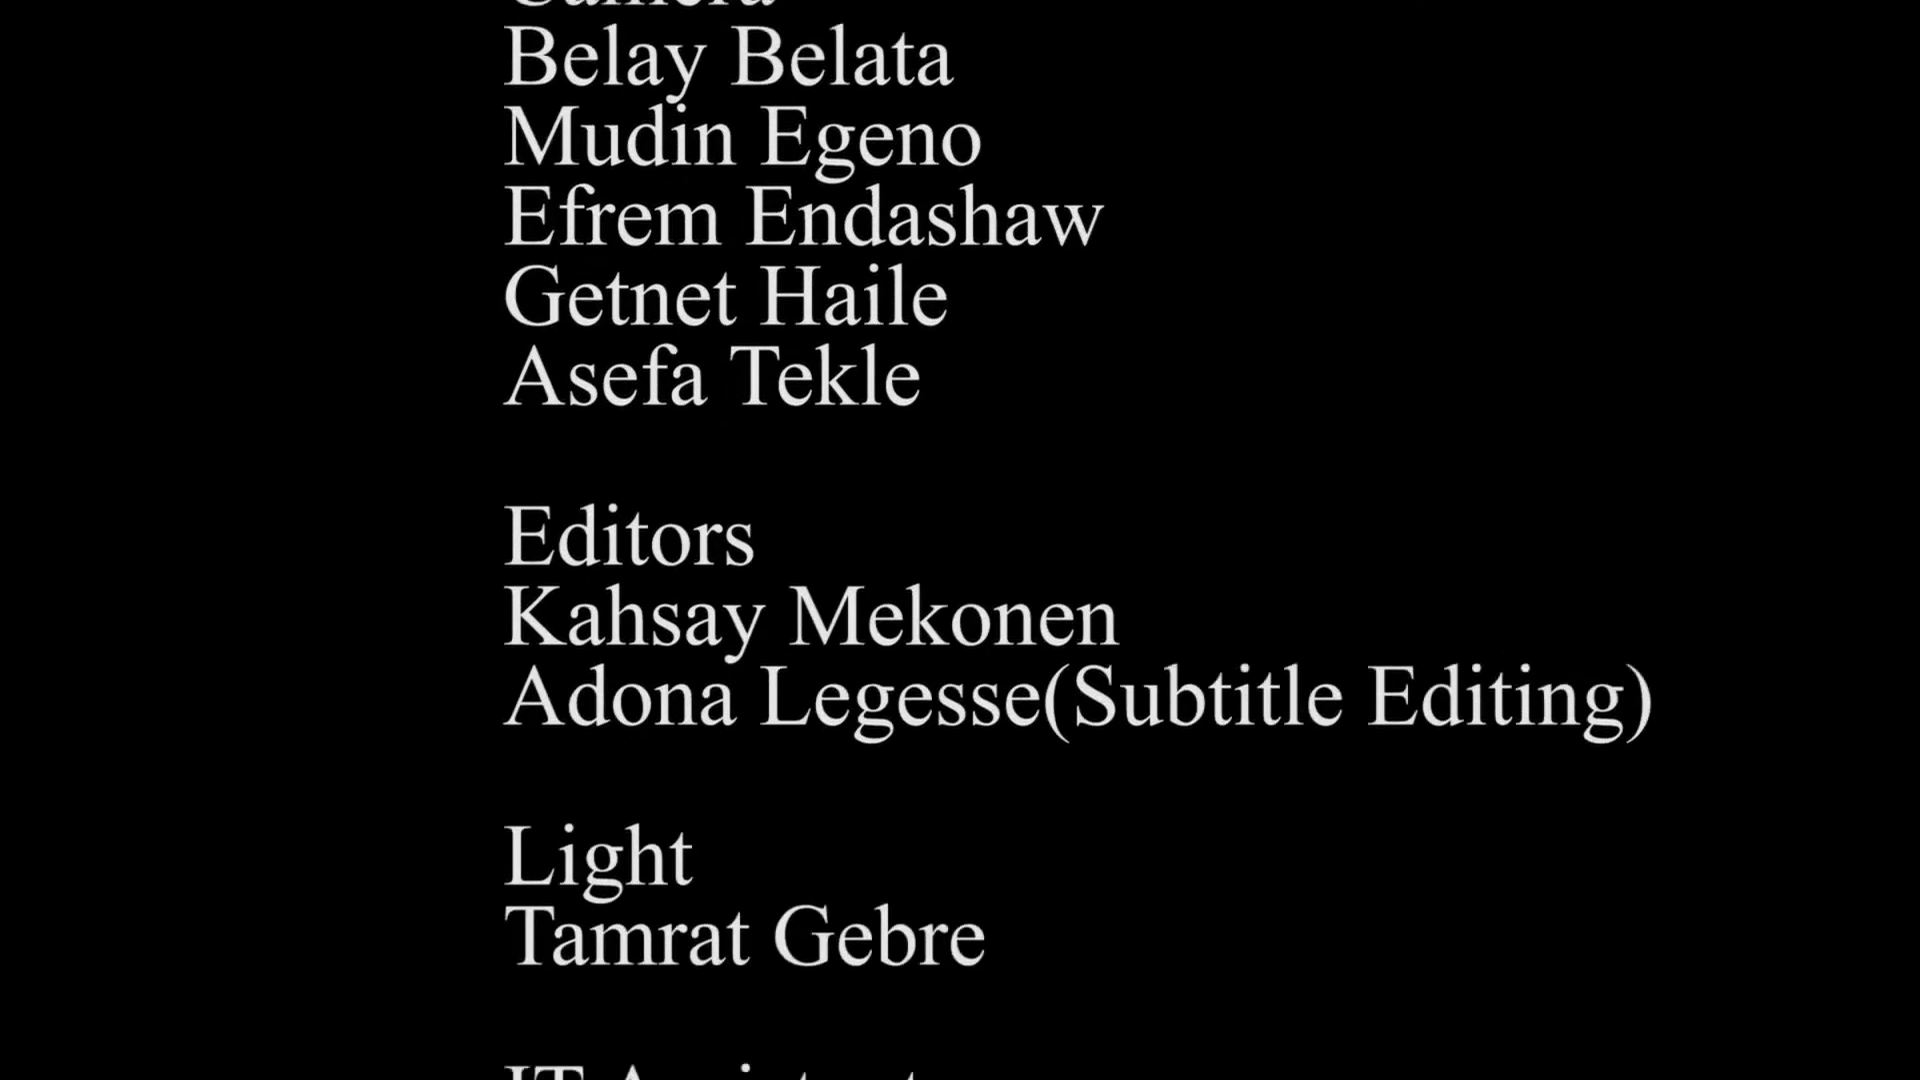 Camera
Belay Belata
Mudin Egeno
Efrem Endashaw
Getnet Haile
Asefa Tekle
Editors
Kahsay Mekonen
Adona Legesse(Subtitle Editing)
Light
Tamrat Gebre